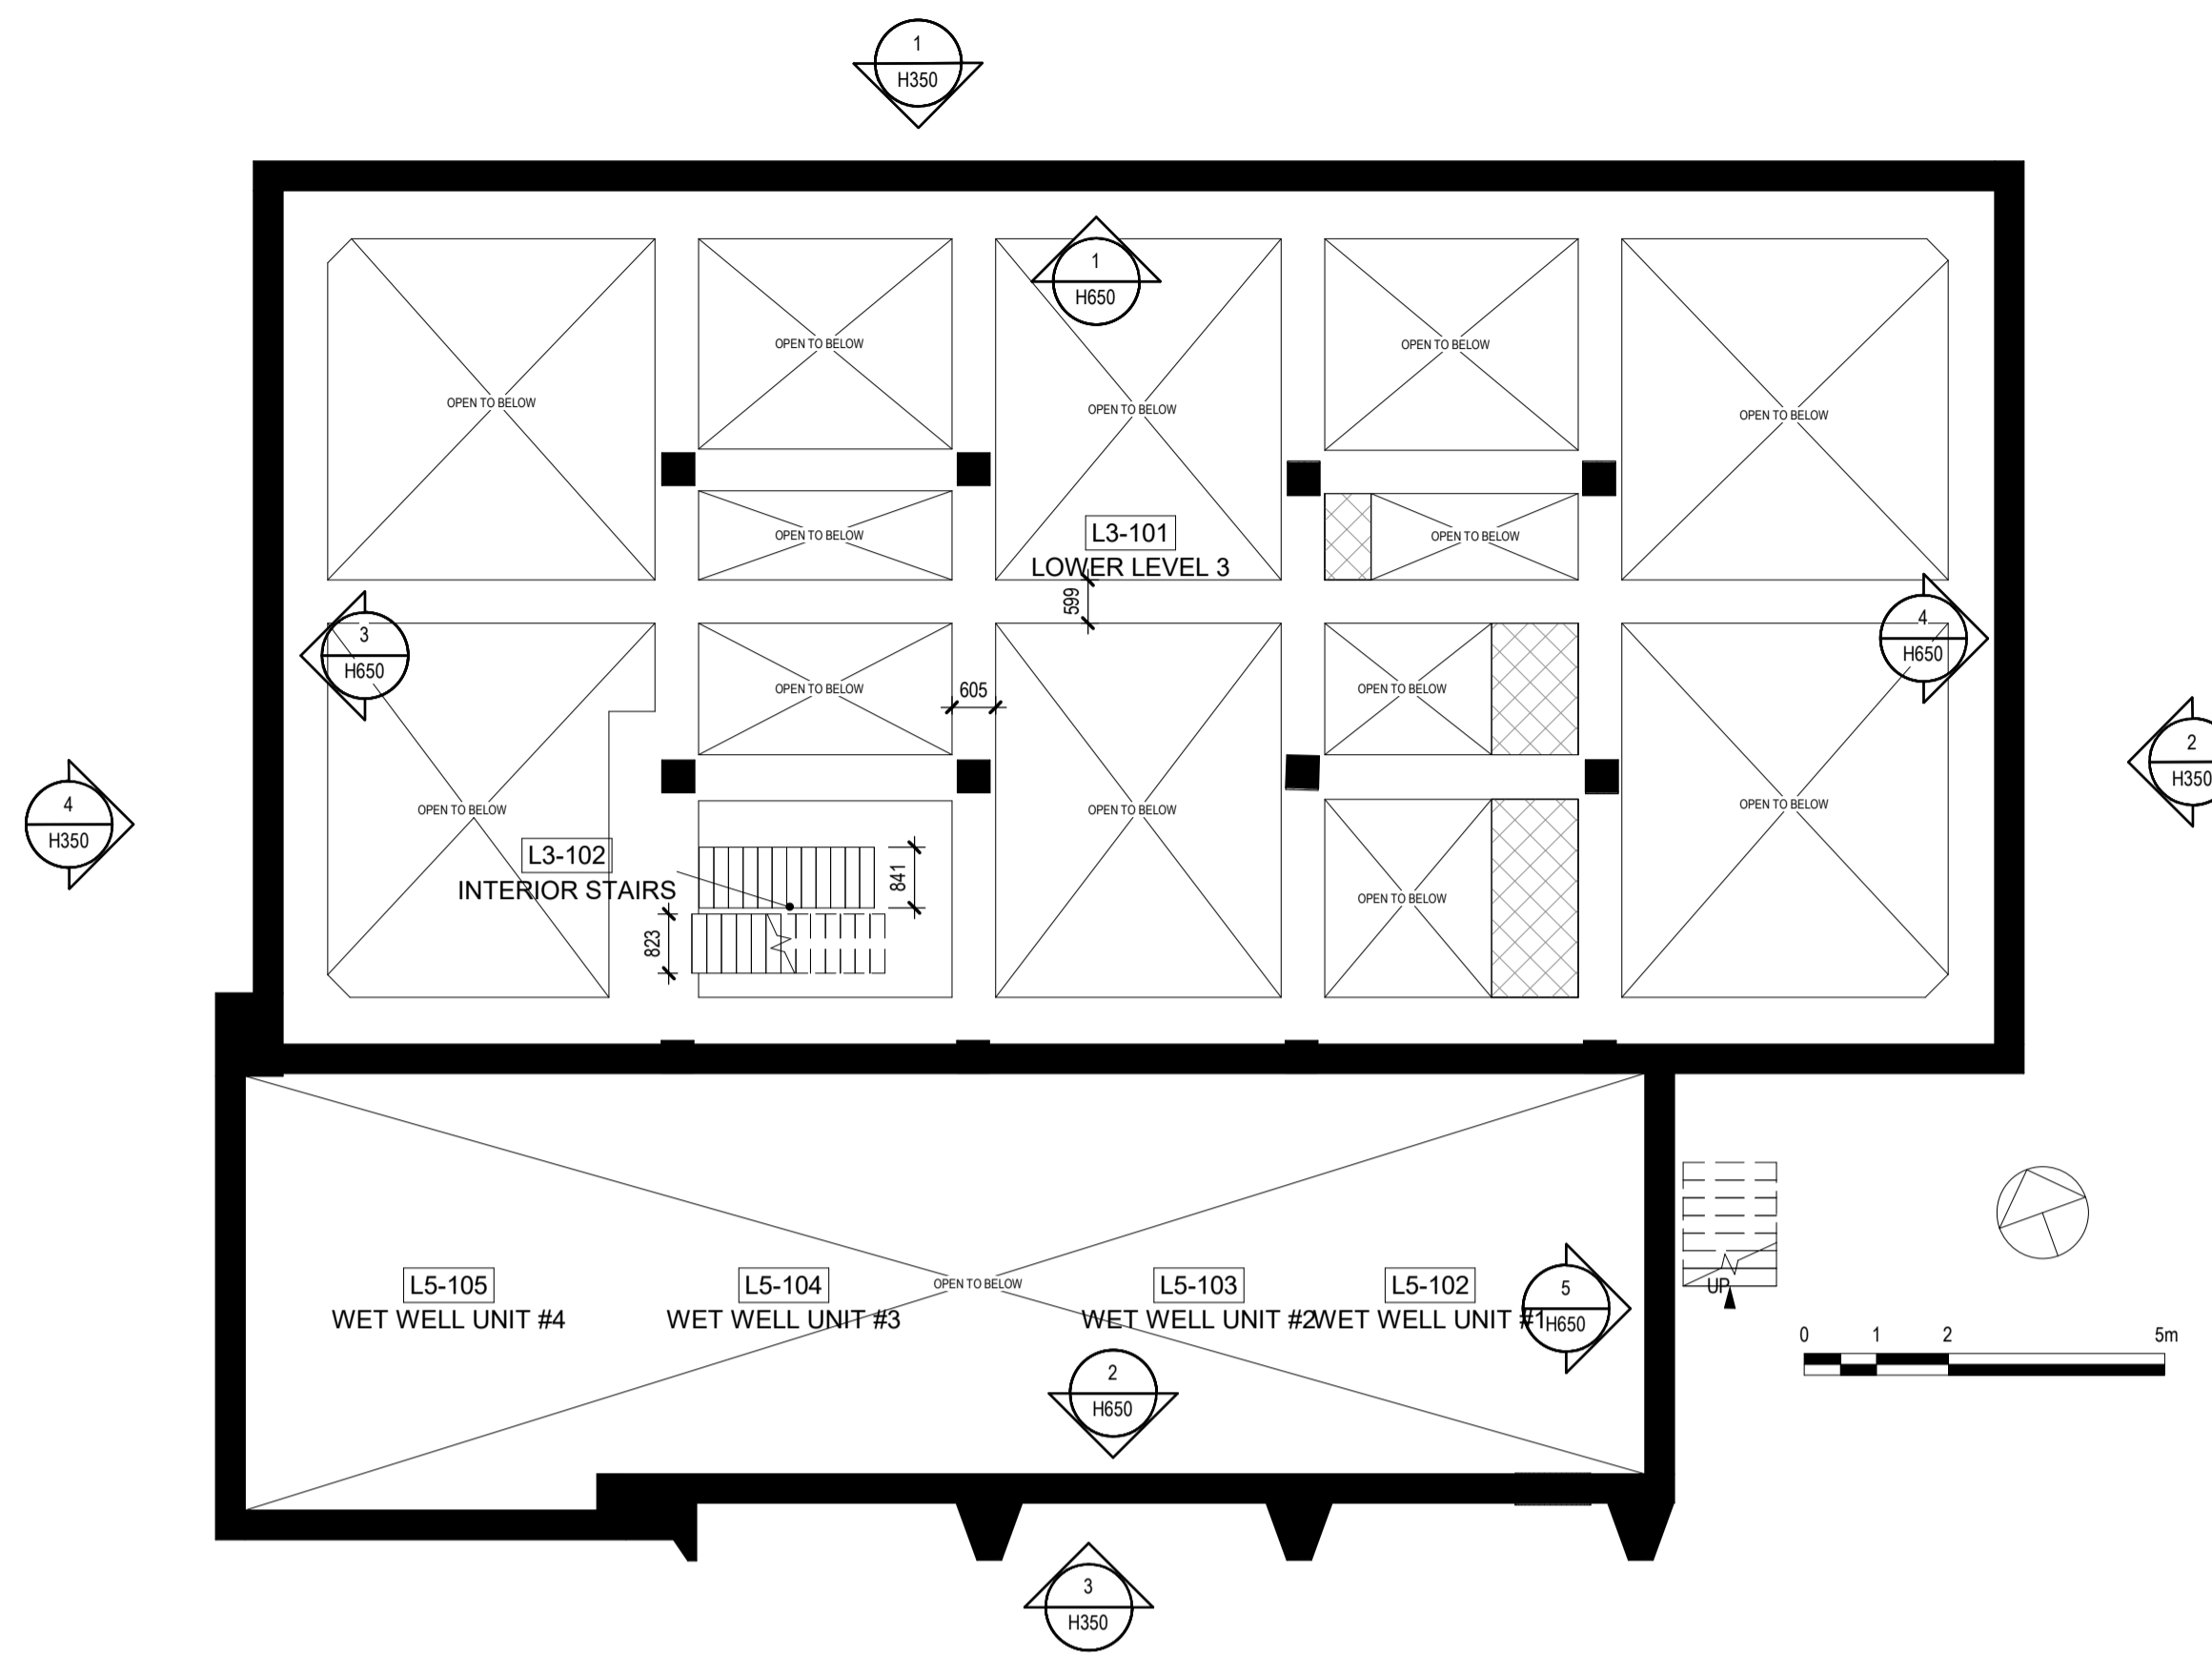 1
H350
1
H650
OPEN TO BELOW
OPEN TO BELOW
OPEN TO BELOW
OPEN TO BELOW
OPEN TO BELOW
OPEN TO BELOW
L3-101
LOWER LEVEL 3
OPEN TO BELOW
599
3
H650
4
H650
OPEN TO BELOW
605
OPEN TO BELOW
2
H350
4
H350
OPEN TO BELOW
OPEN TO BELOW
OPEN TO BELOW
L3-102
INTERIOR STAIRS
841
823
OPEN TO BELOW
L5-105
WET WELL UNIT #4
L5-104
WET WELL UNIT #3
OPEN TO BELOW
L5-103
WET WELL UNIT #2
L5-102
WET WELL UNIT #1
5
H650
UP
0 1 2 5m
2
H650
3
H350